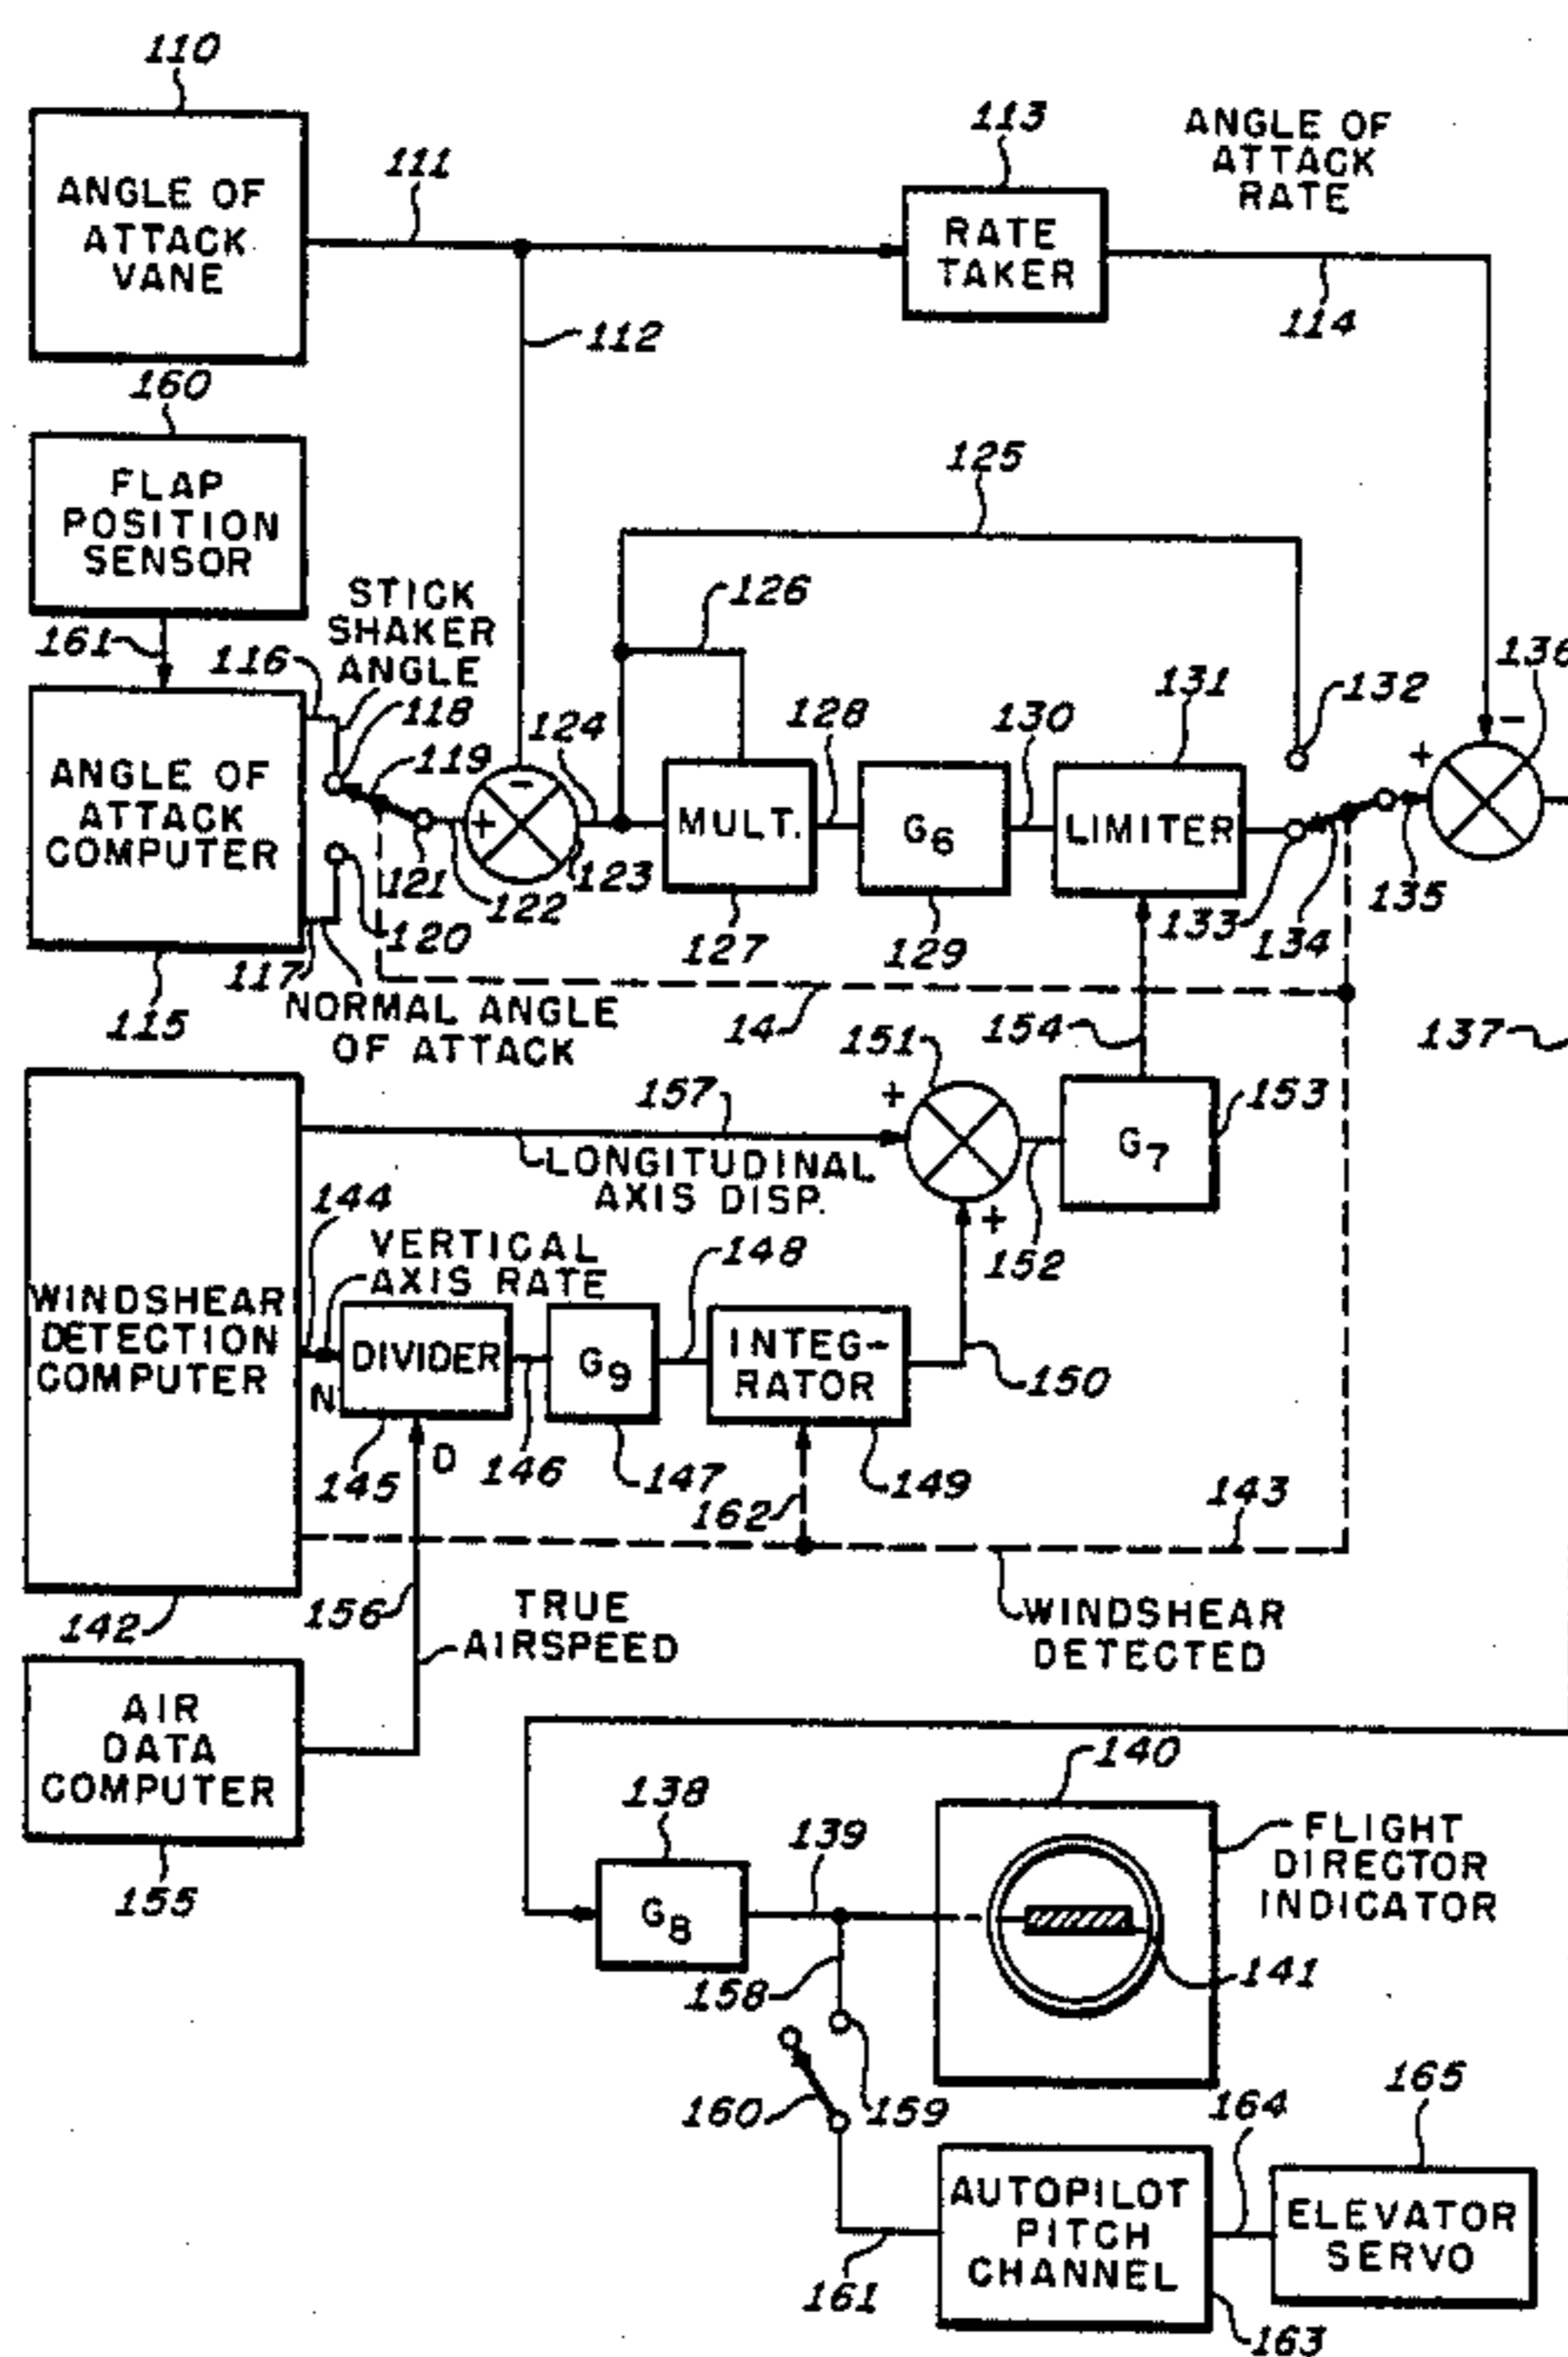 110
ANGLE OF
ATTACK
VANE
111
112
113
RATE
TAKER
ANGLE OF
ATTACK
RATE
114
160
FLAP
POSITION
SENSOR
161
116
STICK
SHAKER
ANGLE
118
119
ANGLE OF
ATTACK
COMPUTER
115
117
120
121
122
NORMAL ANGLE
OF ATTACK
+
-
123
124
125
126
MULT.
127
128
G6
129
130
131
LIMITER
132
133
134
135
+
-
136
137
14
154
151
+
+
157
LONGITUDINAL
AXIS DISP.
152
G7
153
WINDSHEAR
DETECTION
COMPUTER
142
144
VERTICAL
AXIS RATE
N
DIVIDER
145
D
146
G9
147
148
INTEG-
RATOR
149
150
162
143
WINDSHEAR
DETECTED
156
TRUE
AIRSPEED
AIR
DATA
COMPUTER
155
138
G8
139
140
FLIGHT
DIRECTOR
INDICATOR
141
158
159
160
161
AUTOPILOT
PITCH
CHANNEL
163
164
165
ELEVATOR
SERVO